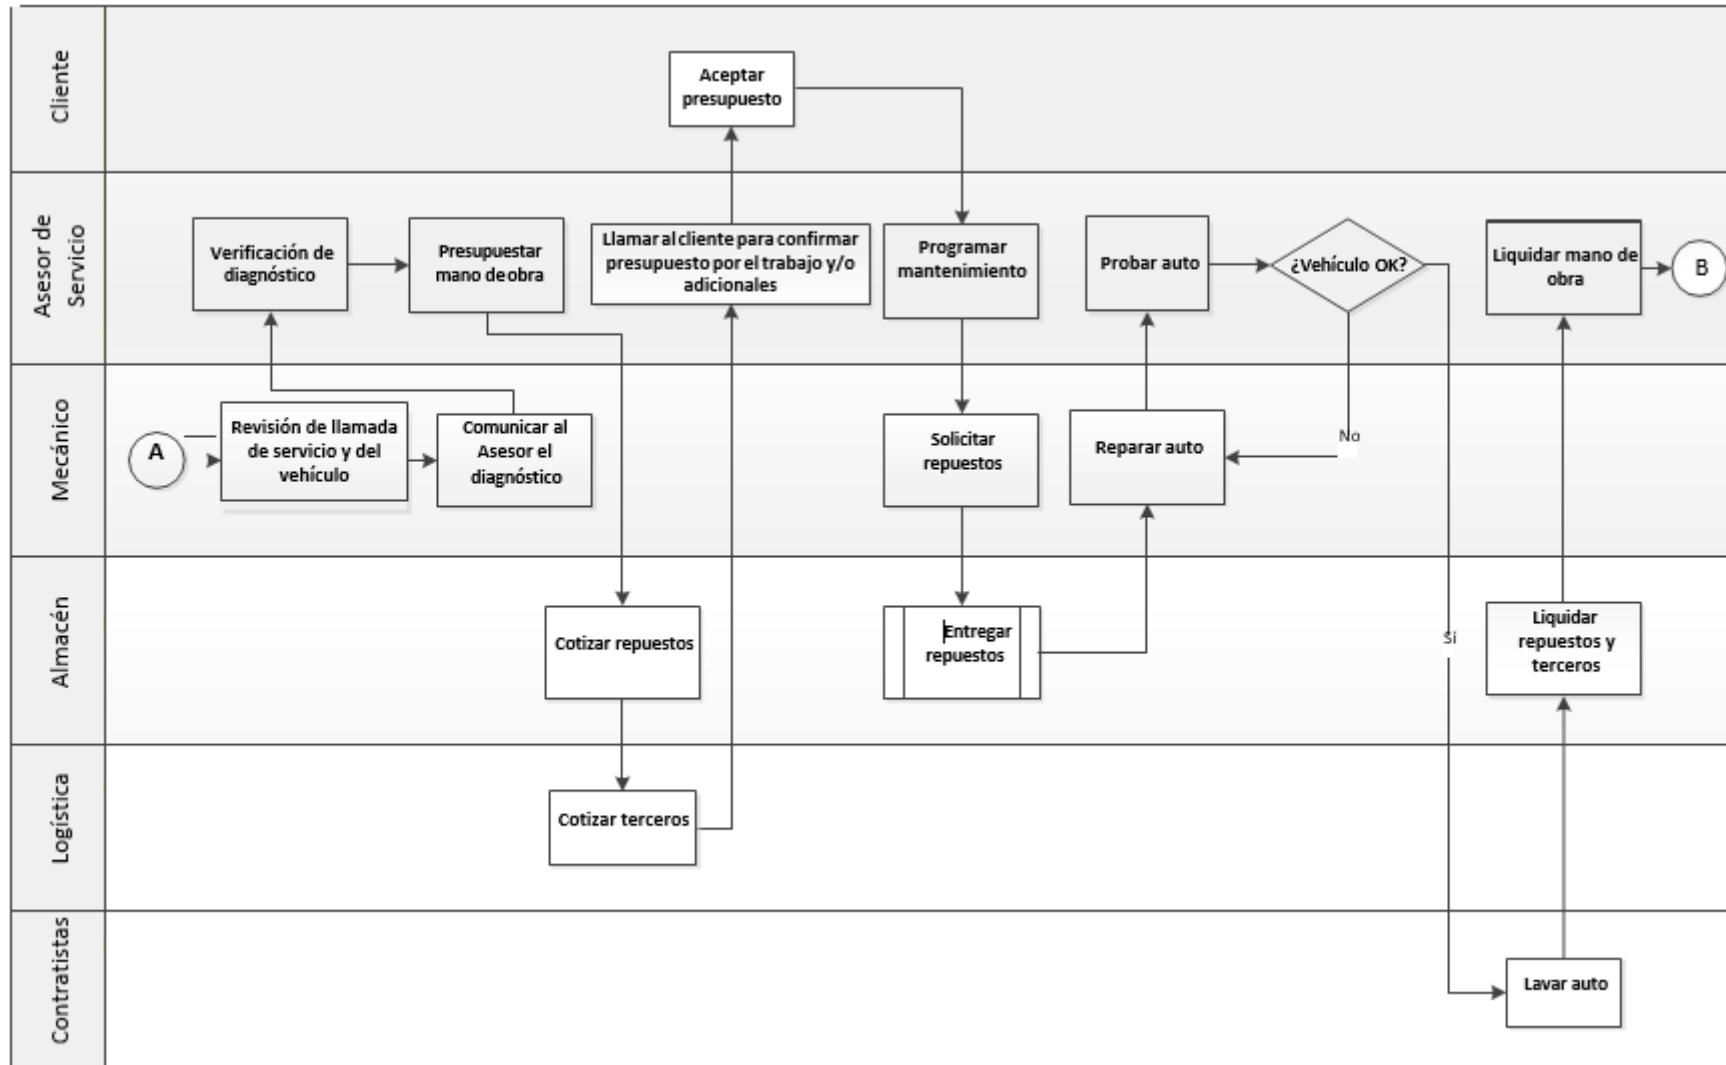 Cliente
Aceptar
presupuesto
Asesor de
Servicio
Verificación de
diagnóstico
Presupuestar
mano de obra
Llamar al cliente para confirmar
presupuesto por el trabajo y/o
adicionales
Programar
mantenimiento
Probar auto
¿Vehículo OK?
Liquidar mano de
obra
B
Mecánico
A
Revisión de llamada
de servicio y del
vehículo
Comunicar al
Asesor el
diagnóstico
Solicitar
repuestos
Reparar auto
No
Almacén
Cotizar repuestos
Entregar
repuestos
Sí
Liquidar
repuestos y
terceros
Logística
Cotizar terceros
Contratistas
Lavar auto